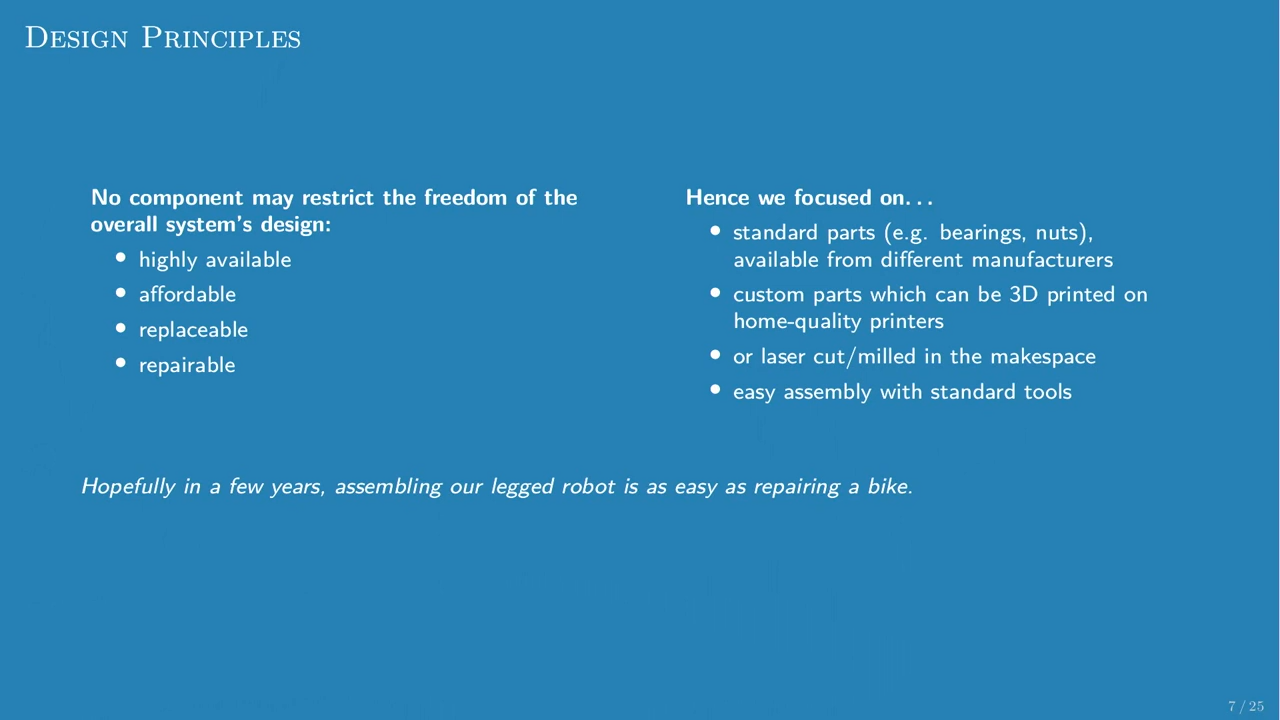 Design Principles
No component may restrict the freedom of the
overall system's design:
• highly available
• affordable
• replaceable
• repairable
Hence we focused on...
• standard parts (e.g. bearings, nuts),
available from different manufacturers
• custom parts which can be 3D printed on
home-quality printers
• or laser cut/milled in the makespace
• easy assembly with standard tools
Hopefully in a few years, assembling our legged robot is as easy as repairing a bike.
7 / 25